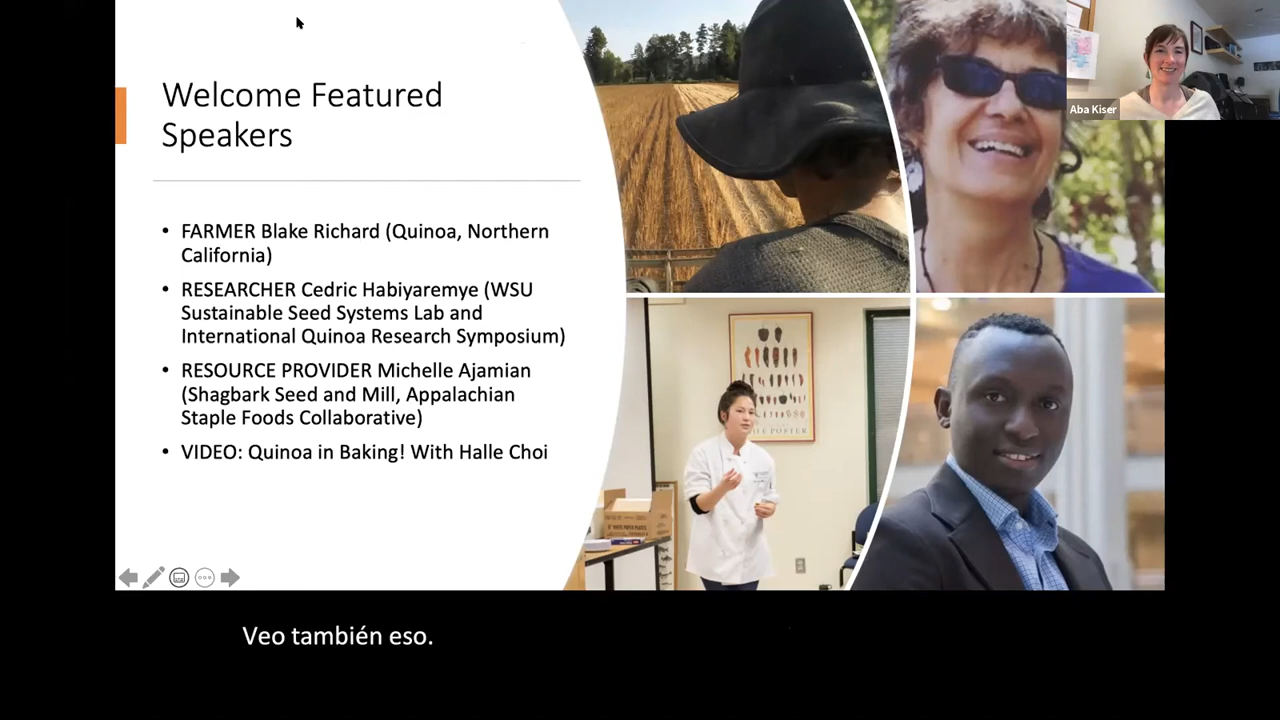 Welcome Featured
Speakers
• FARMER Blake Richard (Quinoa, Northern
California)
• RESEARCHER Cedric Habiyaremye (WSU
Sustainable Seed Systems Lab and
International Quinoa Research Symposium)
• RESOURCE PROVIDER Michelle Ajamian
(Shagbark Seed and Mill, Appalachian
Staple Foods Collaborative)
• VIDEO: Quinoa in Baking! With Halle Choi
Aba Kiser
Veo también eso.